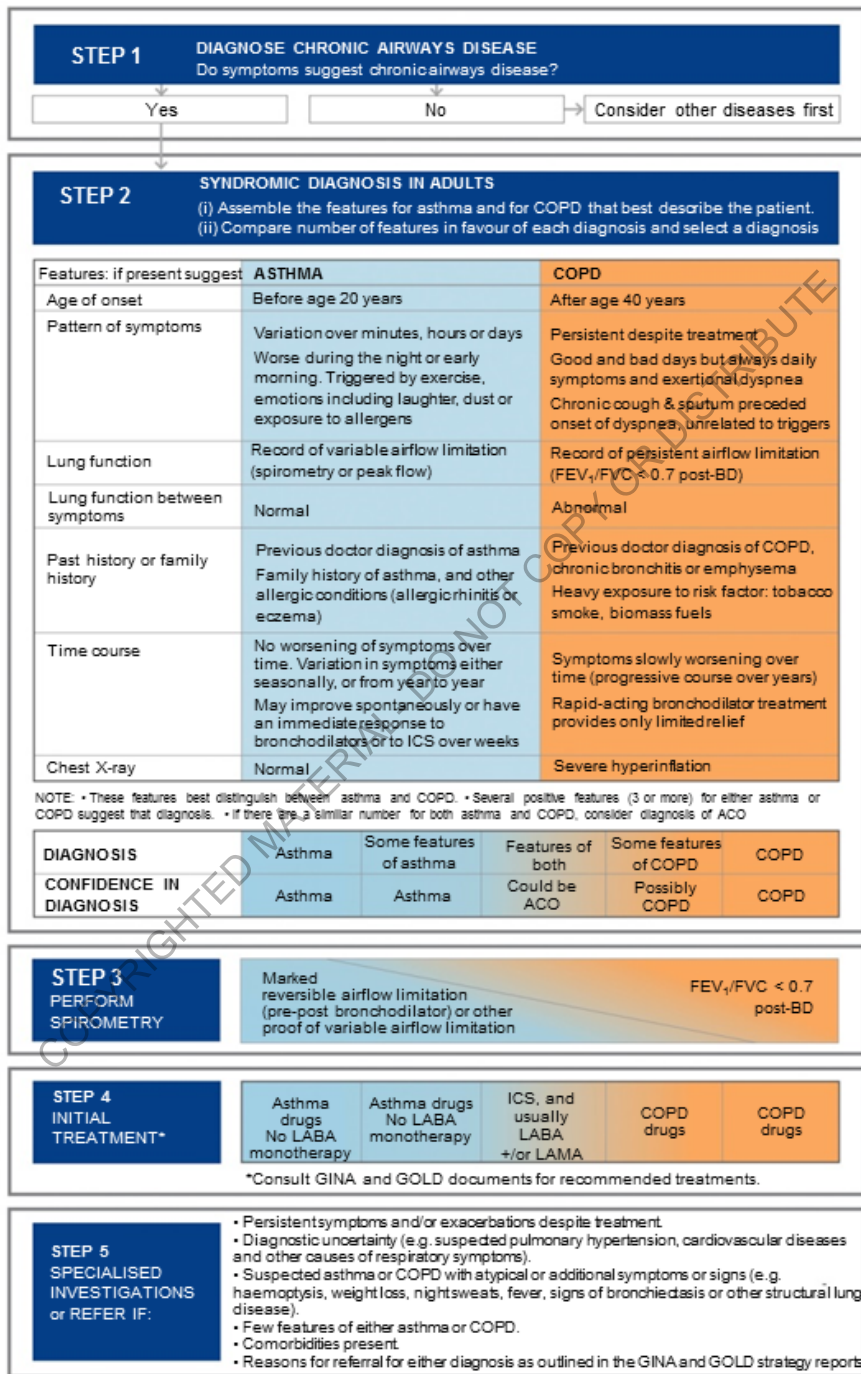 STEP 1
DIAGNOSE CHRONIC AIRWAYS DISEASE
Do symptoms suggest chronic airways disease?
Yes
No
Consider other diseases first
STEP 2
SYNDROMIC DIAGNOSIS IN ADULTS
(i) Assemble the features for asthma and for COPD that best describe the patient.
(ii) Compare number of features in favour of each diagnosis and select a diagnosis
Features: if present suggest
ASTHMA
COPD
Age of onset
Before age 20 years
After age 40 years
Pattern of symptoms
Variation over minutes, hours or days
Worse during the night or early
morning. Triggered by exercise,
emotions including laughter, dust or
exposure to allergens
Persistent despite treatment
Good and bad days but always daily
symptoms and exertional dyspnea
Chronic cough & sputum preceded
onset of dyspnea, unrelated to triggers
Lung function
Record of variable airflow limitation
(spirometry or peak flow)
Record of persistent airflow limitation
(FEV₁/FVC < 0.7 post-BD)
Lung function between
symptoms
Normal
Abnormal
Past history or family
history
Previous doctor diagnosis of asthma
Family history of asthma, and other
allergic conditions (allergic rhinitis or
eczema)
Previous doctor diagnosis of COPD,
chronic bronchitis or emphysema
Heavy exposure to risk factor: tobacco
smoke, biomass fuels
Time course
No worsening of symptoms over
time. Variation in symptoms either
seasonally, or from year to year
May improve spontaneously or have
an immediate response to
bronchodilators or to ICS over weeks
Symptoms slowly worsening over
time (progressive course over years)
Rapid-acting bronchodilator treatment
provides only limited relief
Chest X-ray
Normal
Severe hyperinflation
NOTE: • These features best distinguish between asthma and COPD. • Several positive features (3 or more) for either asthma or
COPD suggest that diagnosis. • If there are a similar number for both asthma and COPD, consider diagnosis of ACO
DIAGNOSIS
Asthma
Some features
of asthma
Features of
both
Some features
of COPD
COPD
CONFIDENCE IN
DIAGNOSIS
Asthma
Asthma
Could be
ACO
Possibly
COPD
COPD
STEP 3
PERFORM
SPIROMETRY
Marked
reversible airflow limitation
(pre-post bronchodilator) or other
proof of variable airflow limitation
FEV₁/FVC < 0.7
post-BD
STEP 4
INITIAL
TREATMENT*
Asthma
drugs
No LABA
monotherapy
Asthma drugs
No LABA
monotherapy
ICS, and
usually
LABA
+/or LAMA
COPD
drugs
COPD
drugs
*Consult GINA and GOLD documents for recommended treatments.
STEP 5
SPECIALISED
INVESTIGATIONS
or REFER IF:
• Persistent symptoms and/or exacerbations despite treatment.
• Diagnostic uncertainty (e.g. suspected pulmonary hypertension, cardiovascular diseases
and other causes of respiratory symptoms).
• Suspected asthma or COPD with atypical or additional symptoms or signs (e.g.
haemoptysis, weight loss, night sweats, fever, signs of bronchiectasis or other structural lung
disease).
• Few features of either asthma or COPD.
• Comorbidities present.
• Reasons for referral for either diagnosis as outlined in the GINA and GOLD strategy reports
CCAYRIGHTED MATERIAL - DO NOT COPY OR DISTRIBUTE